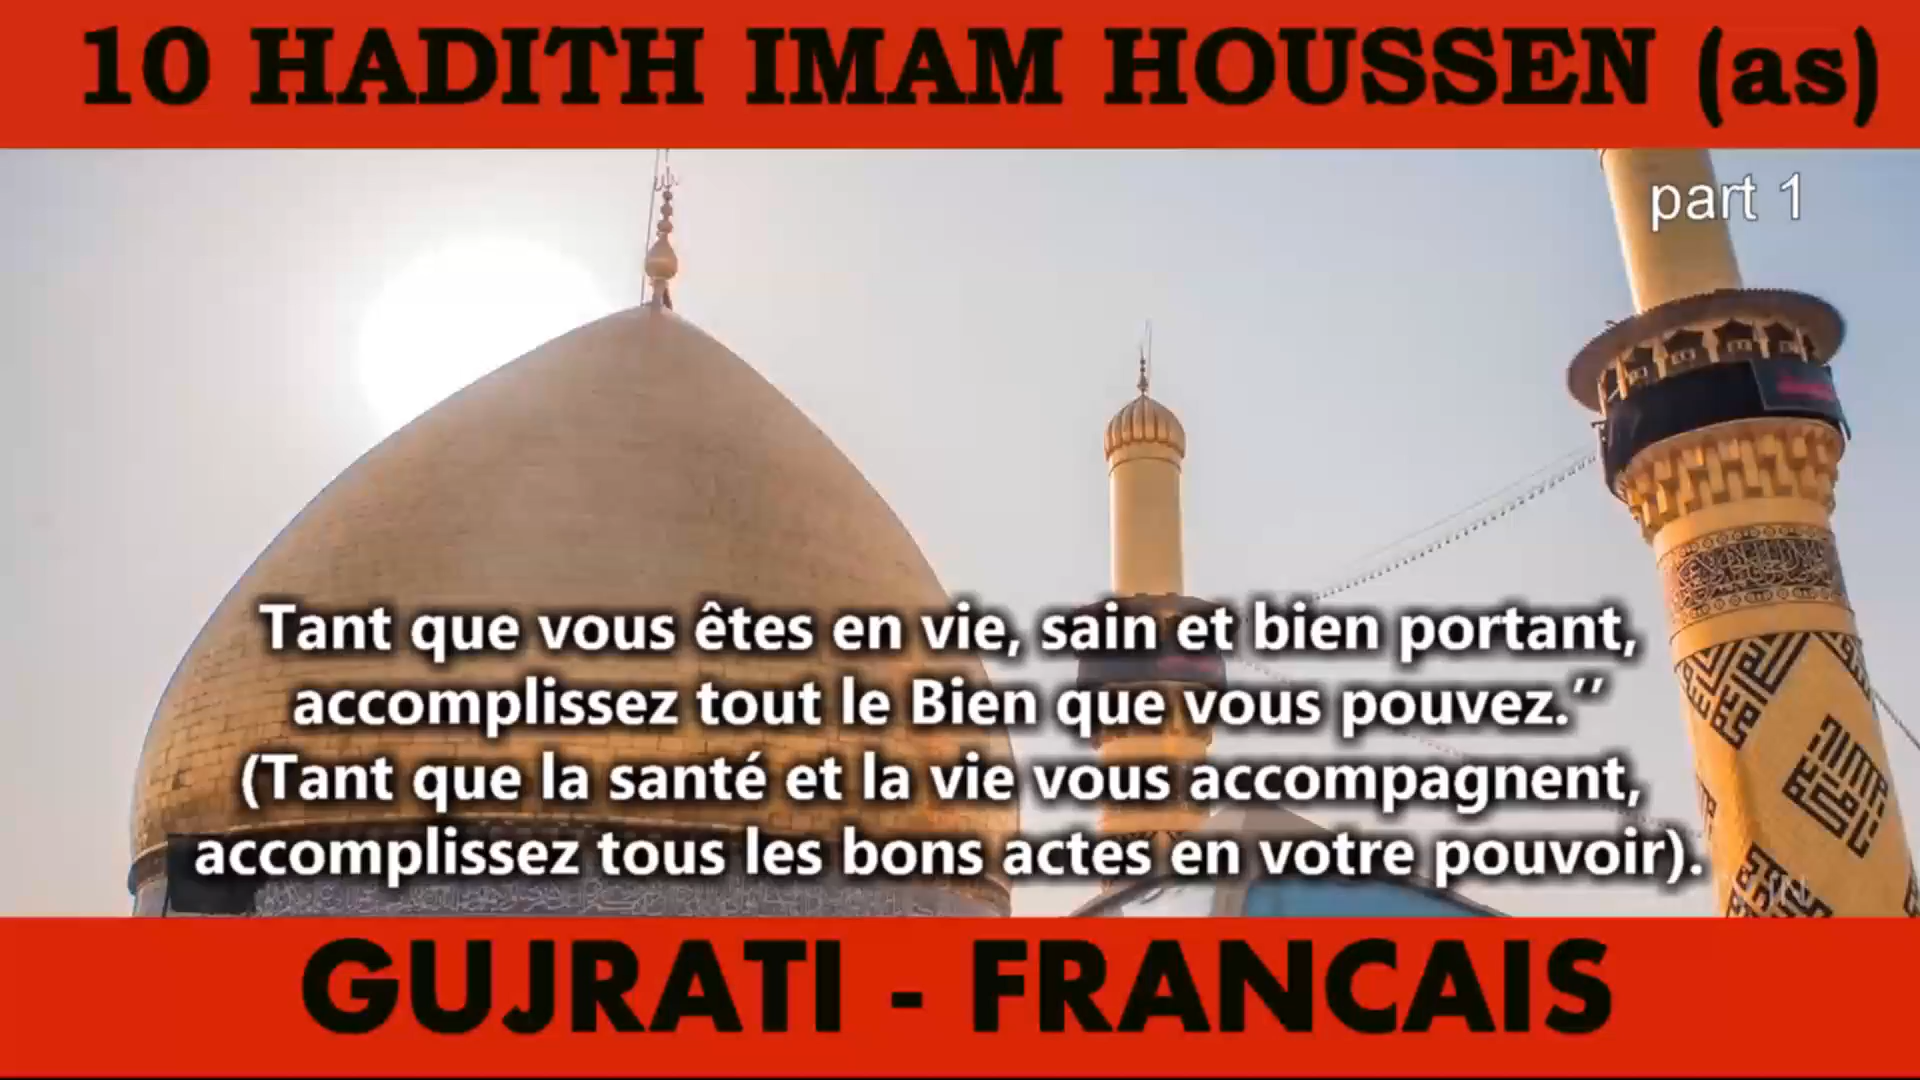 10 HADITH IMAM HOUSSEN (as)
part 1
Tant que vous êtes en vie, sain et bien portant,
accomplissez tout le Bien que vous pouvez.’’
(Tant que la santé et la vie vous accompagnent,
accomplissez tous les bons actes en votre pouvoir).
GUJRATI - FRANCAIS